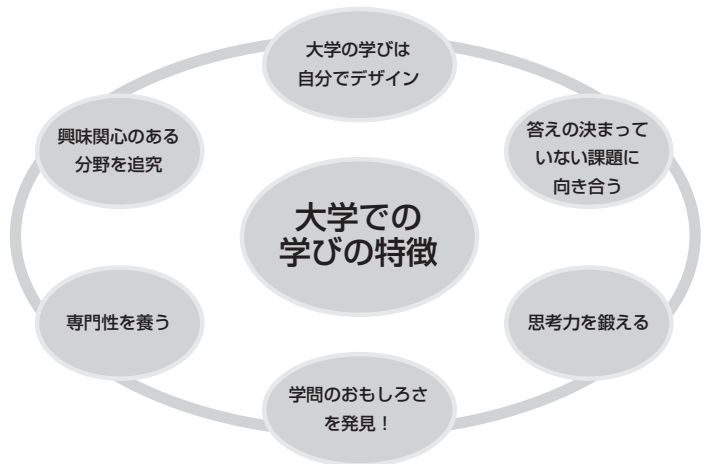 大学の学びは
自分でデザイン
答えの決まって
いない課題に
向き合う
思考力を鍛える
学問のおもしろさ
を発見！
専門性を養う
興味関心のある
分野を追究
大学での
学びの特徴